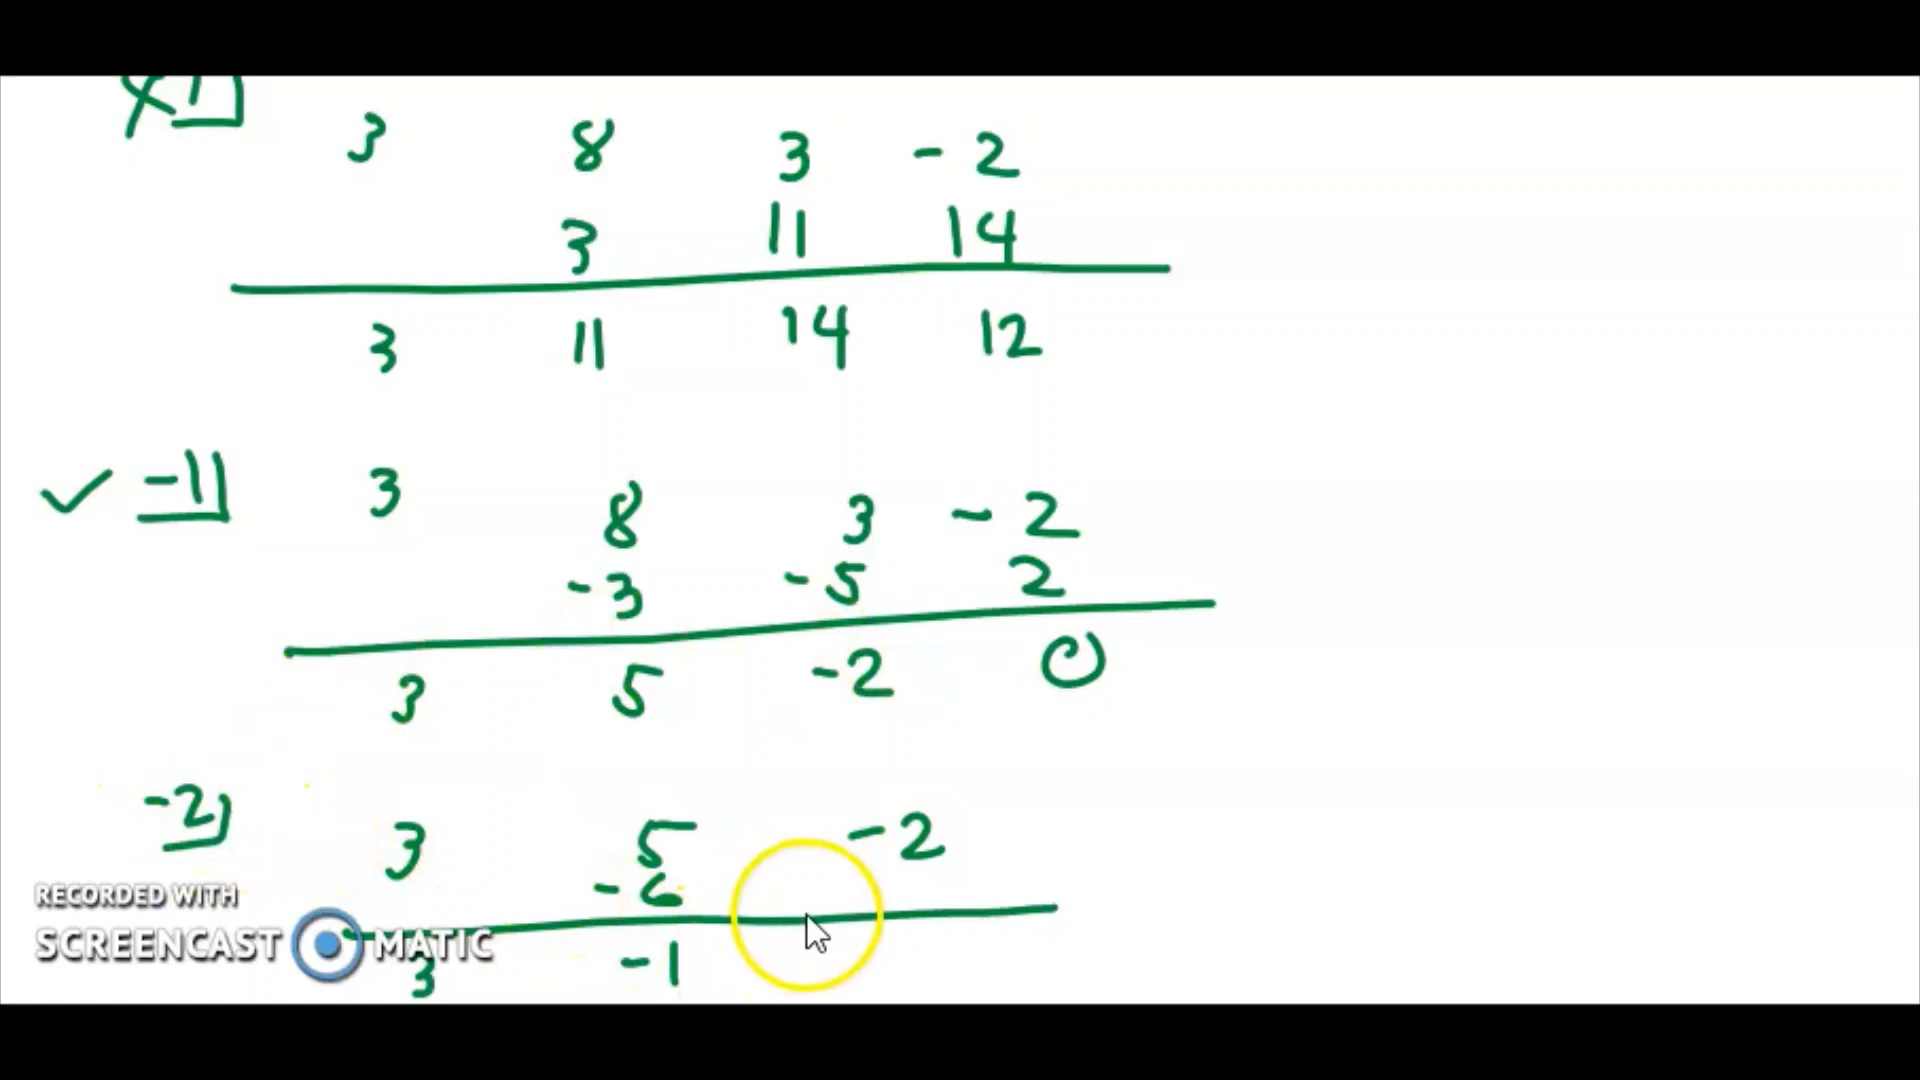 1
3 8 3 -2
3 11 14
3 11 14 12
✓ -1 3 8 3 -2
-3 -5 2
3 5 -2 0
-2 3 5 -2
-6
RECORDED WITH
SCREENCAST MATIC
3 -1